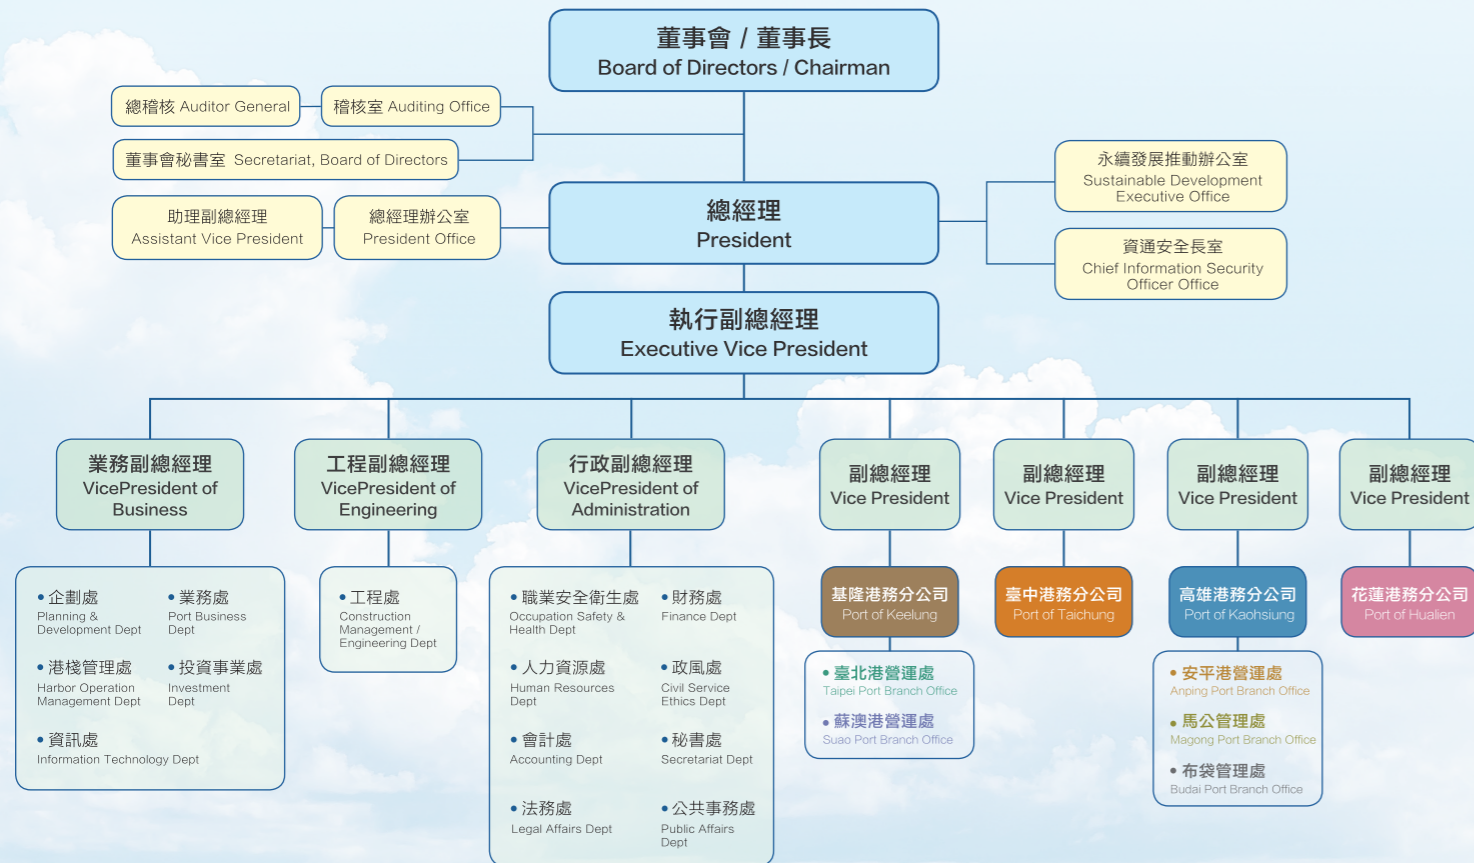 董事會 / 董事長
Board of Directors / Chairman
總稽核 Auditor General
稽核室 Auditing Office
董事會秘書室 Secretariat, Board of Directors
助理副總經理
Assistant Vice President
總經理辦公室
President Office
總經理
President
永續發展推動辦公室
Sustainable Development
Executive Office
資通安全長室
Chief Information Security
Officer Office
執行副總經理
Executive Vice President
業務副總經理
VicePresident of
Business
工程副總經理
VicePresident of
Engineering
行政副總經理
VicePresident of
Administration
副總經理
Vice President
副總經理
Vice President
副總經理
Vice President
副總經理
Vice President
• 企劃處
Planning &
Development Dept
• 業務處
Port Business
Dept
• 港棧管理處
Harbor Operation
Management Dept
• 投資事業處
Investment
Dept
• 資訊處
Information Technology Dept
• 工程處
Construction
Management /
Engineering Dept
• 職業安全衛生處
Occupation Safety &
Health Dept
• 財務處
Finance Dept
• 人力資源處
Human Resources
Dept
• 政風處
Civil Service
Ethics Dept
• 會計處
Accounting Dept
• 秘書處
Secretariat Dept
• 法務處
Legal Affairs Dept
• 公共事務處
Public Affairs
Dept
基隆港務分公司
Port of Keelung
• 臺北港營運處
Taipei Port Branch Office
• 蘇澳港營運處
Suao Port Branch Office
臺中港務分公司
Port of Taichung
高雄港務分公司
Port of Kaohsiung
• 安平港營運處
Anping Port Branch Office
• 馬公管理處
Magong Port Branch Office
• 布袋管理處
Budai Port Branch Office
花蓮港務分公司
Port of Hualien